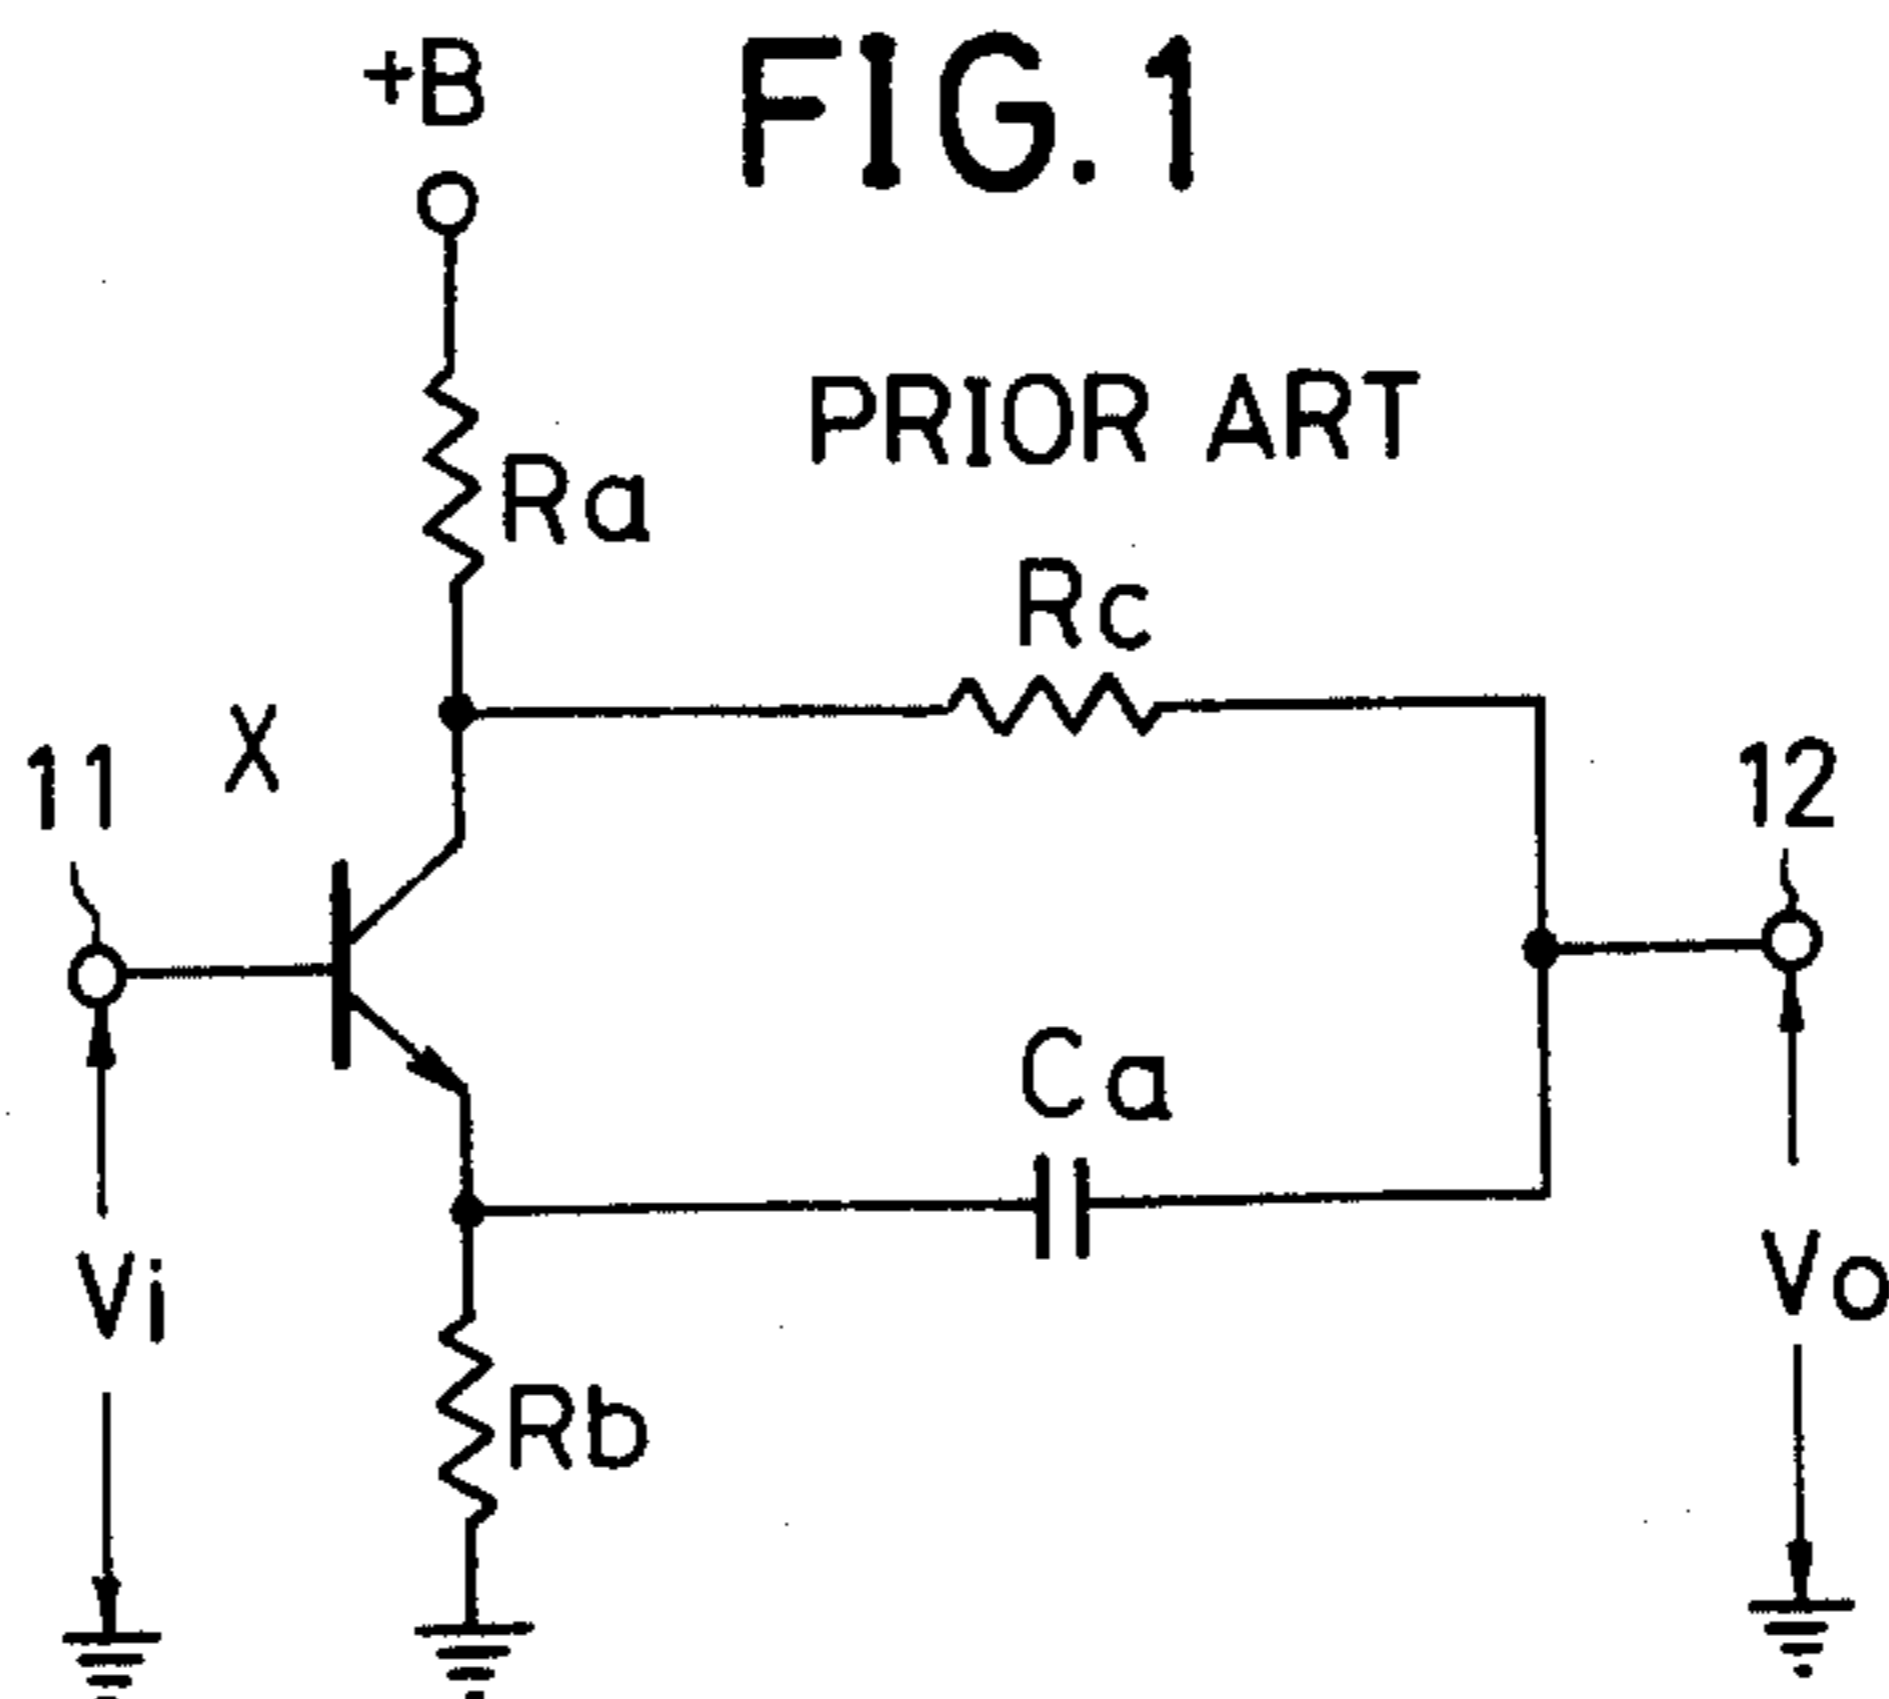 +B
FIG.1
PRIOR ART
Ra
Rc
X
11
12
Ca
Vi
Vo
Rb